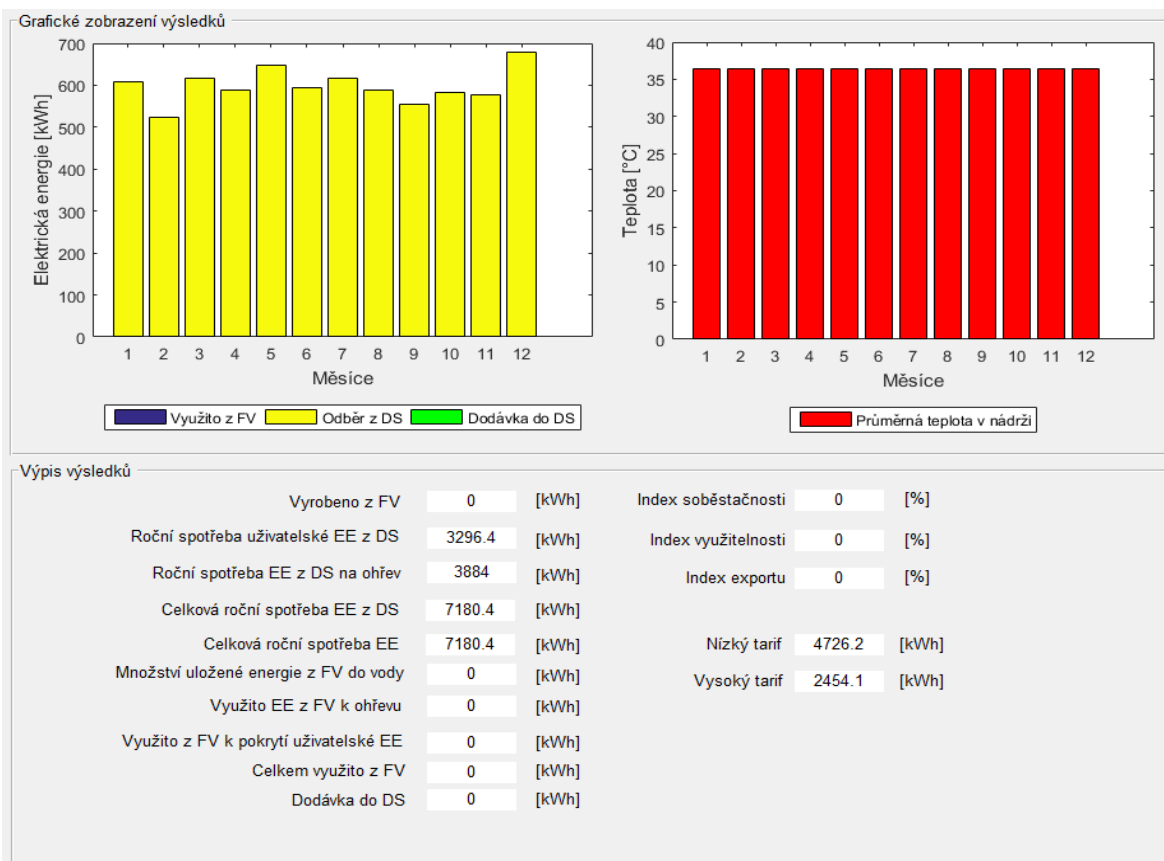 Grafické zobrazení výsledků
700
600
500
400
300
200
100
0
Elektrická energie [kWh]
1 2 3 4 5 6 7 8 9 10 11 12
Měsíce
Využito z FV Odběr z DS Dodávka do DS
40
35
30
25
20
15
10
5
0
Teplota [°C]
1 2 3 4 5 6 7 8 9 10 11 12
Měsíce
Průměrná teplota v nádrži
Výpis výsledků
Vyrobeno z FV 0 [kWh]
Roční spotřeba uživatelské EE z DS 3296.4 [kWh]
Roční spotřeba EE z DS na ohřev 3884 [kWh]
Celková roční spotřeba EE z DS 7180.4 [kWh]
Celková roční spotřeba EE 7180.4 [kWh]
Množství uložené energie z FV do vody 0 [kWh]
Využito EE z FV k ohřevu 0 [kWh]
Využito z FV k pokrytí uživatelské EE 0 [kWh]
Celkem využito z FV 0 [kWh]
Dodávka do DS 0 [kWh]
Index soběstačnosti 0 [%]
Index využitelnosti 0 [%]
Index exportu 0 [%]
Nízký tarif 4726.2 [kWh]
Vysoký tarif 2454.1 [kWh]